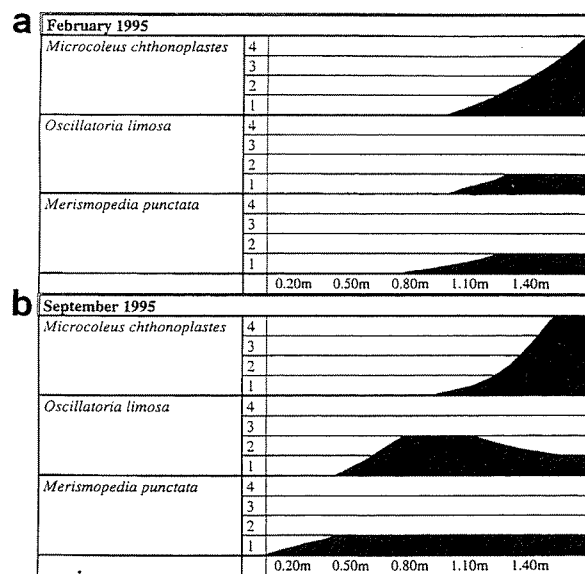 a
February 1995
Microcoleus chthonoplastes
4
3
2
1
Oscillatoria limosa
4
3
2
1
Merismopedia punctata
4
3
2
1
0.20m 0.50m 0.80m 1.10m 1.40m
b
September 1995
Microcoleus chthonoplastes
4
3
2
1
Oscillatoria limosa
4
3
2
1
Merismopedia punctata
4
3
2
1
0.20m 0.50m 0.80m 1.10m 1.40m